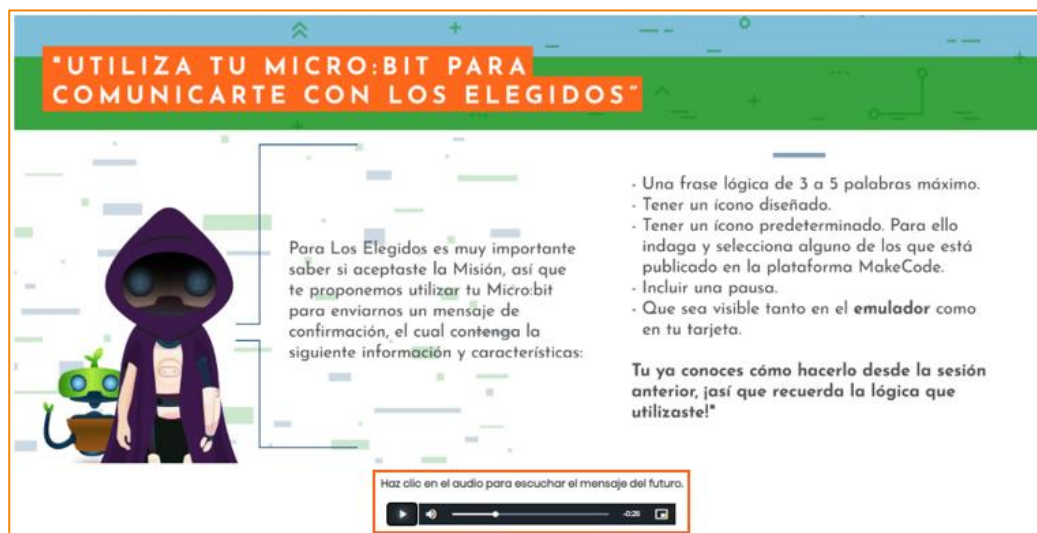 "UTILIZA TU MICRO:BIT PARA
COMUNICARTE CON LOS ELEGIDOS"
Para Los Elegidos es muy importante
saber si aceptaste la Misión, así que
te proponemos utilizar tu Micro:bit
para enviarnos un mensaje de
confirmación, el cual contenga la
siguiente información y características:
- Una frase lógica de 3 a 5 palabras máximo.
- Tener un ícono diseñado.
- Tener un ícono predeterminado. Para ello
indaga y selecciona alguno de los que está
publicado en la plataforma MakeCode.
- Incluir una pausa.
- Que sea visible tanto en el emulador como
en tu tarjeta.
Tu ya conoces cómo hacerlo desde la sesión
anterior, ¡así que recuerda la lógica que
utilizaste!"
Haz clic en el audio para escuchar el mensaje del futuro.
-0:26